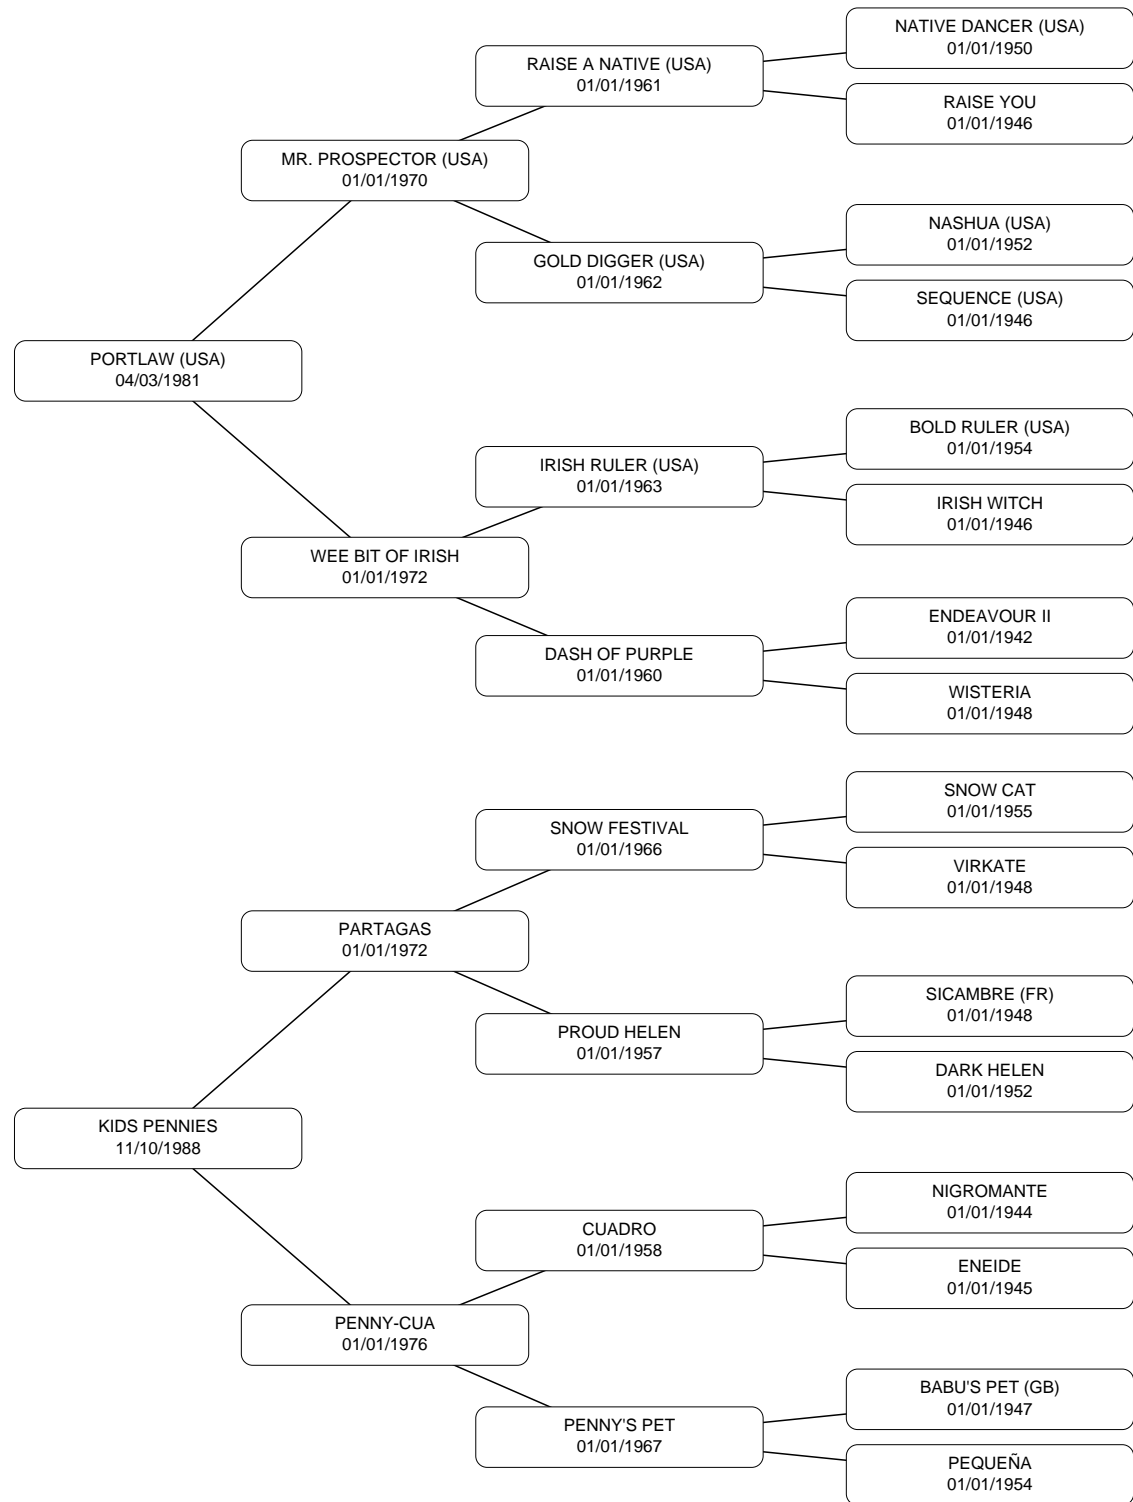 NATIVE DANCER (USA)
01/01/1950
RAISE A NATIVE (USA)
01/01/1961
RAISE YOU
01/01/1946
MR. PROSPECTOR (USA)
01/01/1970
NASHUA (USA)
01/01/1952
GOLD DIGGER (USA)
01/01/1962
SEQUENCE (USA)
01/01/1946
PORTLAW (USA)
04/03/1981
BOLD RULER (USA)
01/01/1954
IRISH RULER (USA)
01/01/1963
IRISH WITCH
01/01/1946
WEE BIT OF IRISH
01/01/1972
ENDEAVOUR II
01/01/1942
DASH OF PURPLE
01/01/1960
WISTERIA
01/01/1948
SNOW CAT
01/01/1955
SNOW FESTIVAL
01/01/1966
VIRKATE
01/01/1948
PARTAGAS
01/01/1972
SICAMBRE (FR)
01/01/1948
PROUD HELEN
01/01/1957
DARK HELEN
01/01/1952
KIDS PENNIES
11/10/1988
NIGROMANTE
01/01/1944
CUADRO
01/01/1958
ENEIDE
01/01/1945
PENNY-CUA
01/01/1976
BABU'S PET (GB)
01/01/1947
PENNY'S PET
01/01/1967
PEQUEÑA
01/01/1954